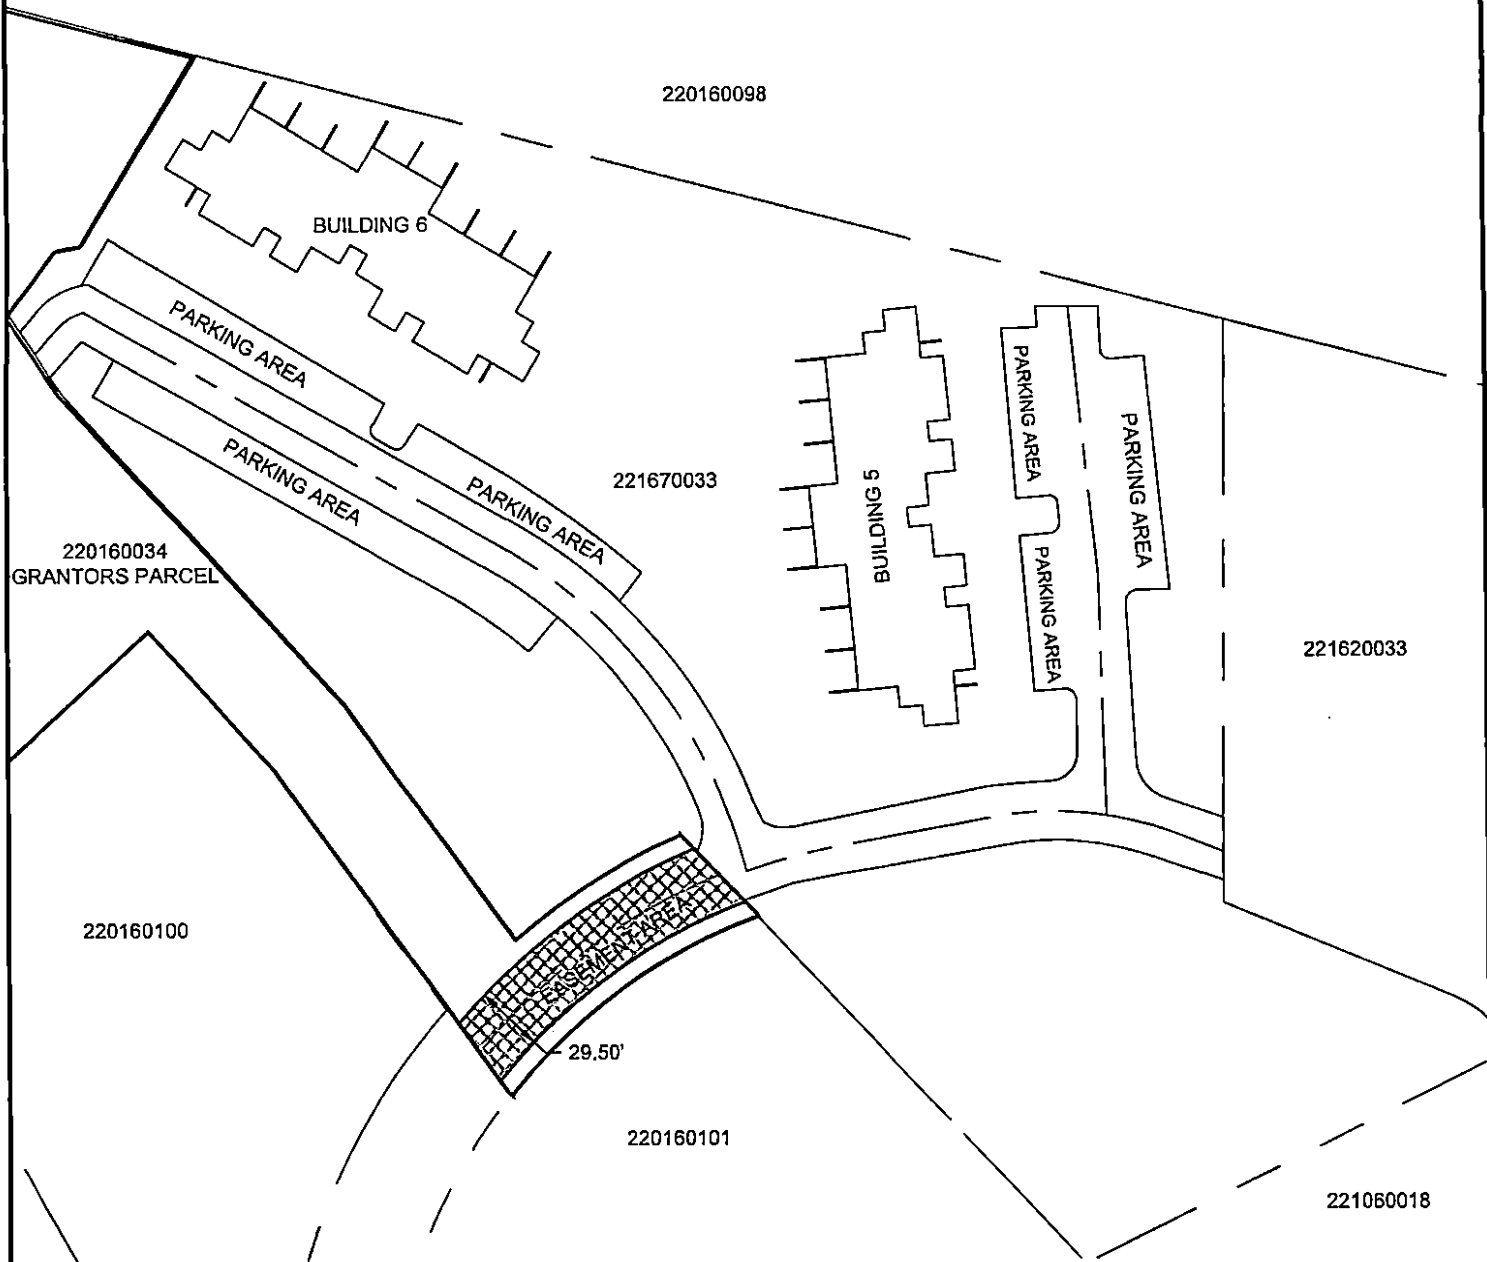 220160098
BUILDING 6
PARKING AREA
PARKING AREA
PARKING AREA
221670033
BUILDING 5
PARKING AREA
PARKING AREA
PARKING AREA
220160034
GRANTORS PARCEL
221620033
220160100
EASEMENT AREA
29.50'
220160101
221060018